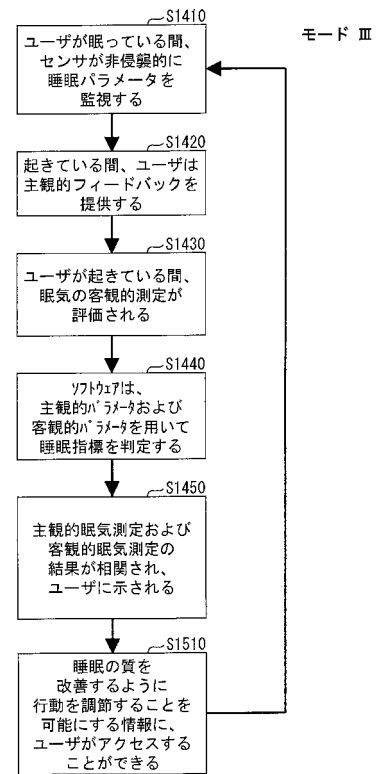 モード Ⅲ
S1410
ユーザが眠っている間、
センサが非侵襲的に
睡眠パラメータを
監視する
S1420
起きている間、ユーザは
主観的フィードバックを
提供する
S1430
ユーザが起きている間、
眠気の客観的測定が
評価される
S1440
ソフトウェアは、
主観的パラメータおよび
客観的パラメータを用いて
睡眠指標を判定する
S1450
主観的眠気測定および
客観的眠気測定の
結果が相関され、
ユーザに示される
S1510
睡眠の質を
改善するように
行動を調節することを
可能にする情報に、
ユーザがアクセスする
ことができる